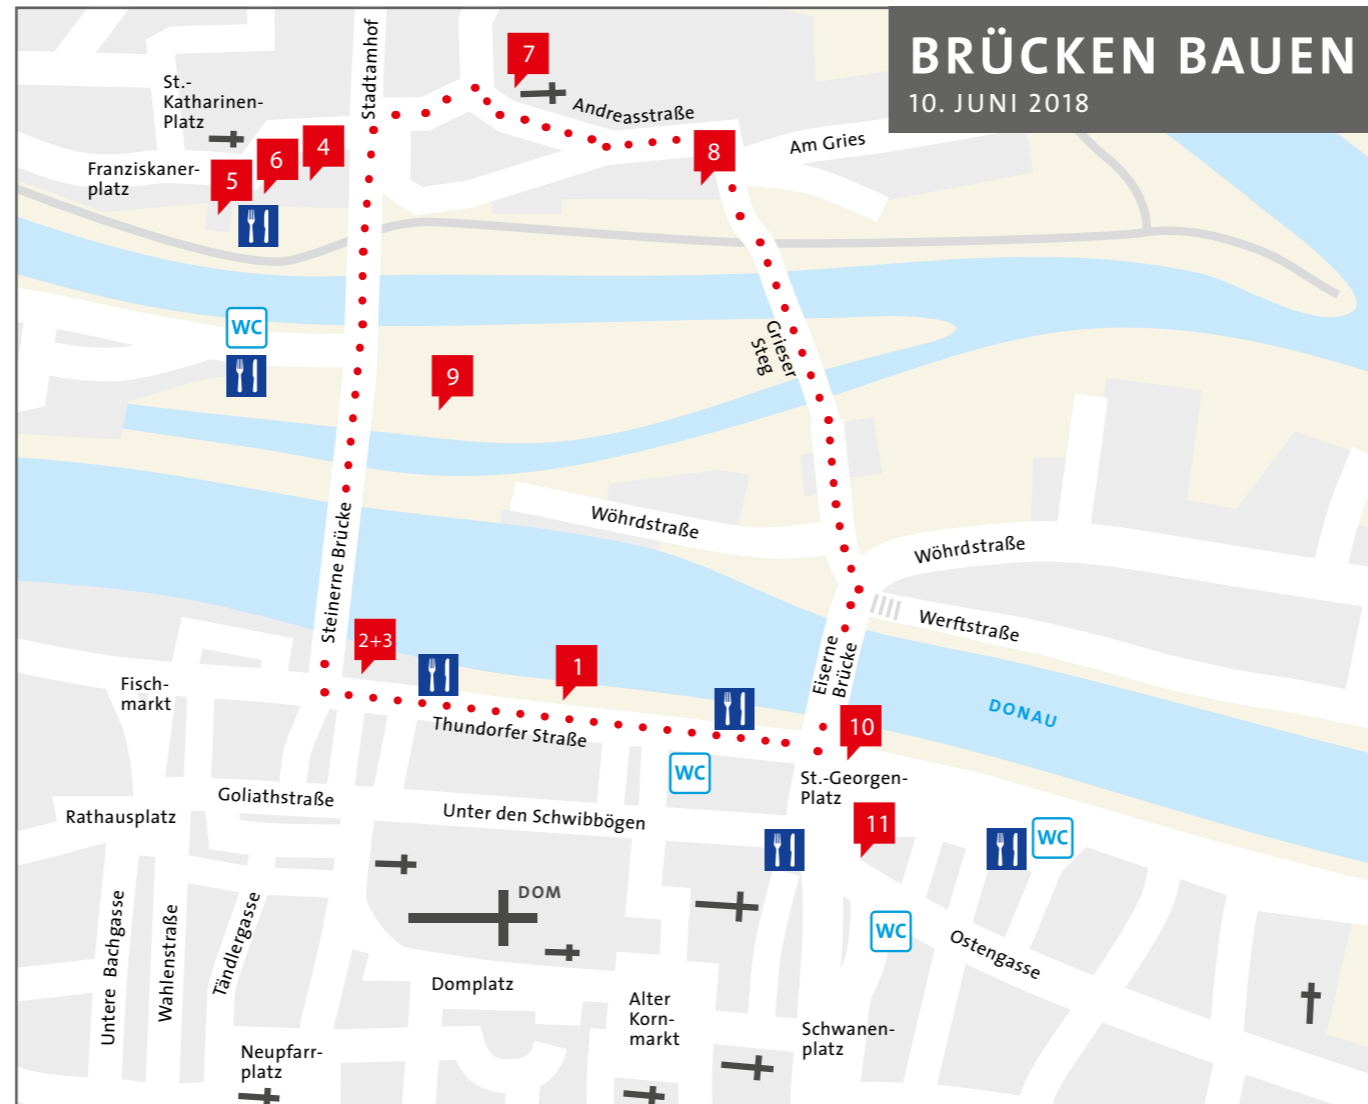 BRÜCKEN BAUEN
10. JUNI 2018
Stadtamhof
7
St.-
Katharinen-
Platz
Andreasstraße
Am Gries
4
6
5
8
Franziskaner-
platz
WC
9
Grieser
Steg
Steinerne Brücke
Wöhrdstraße
Wöhrdstraße
Werftstraße
2+3
1
Eiserne
Brücke
Fisch-
markt
DONAU
10
Thundorfer Straße
WC
St.-Georgen-
Platz
Goliathstraße
Unter den Schwibbögen
Rathausplatz
11
WC
DOM
WC
Untere Bachgasse
Wahlenstraße
Tändlergasse
Ostengasse
Domplatz
Alter
Korn-
markt
Schwanen-
platz
Neupfarr-
platz